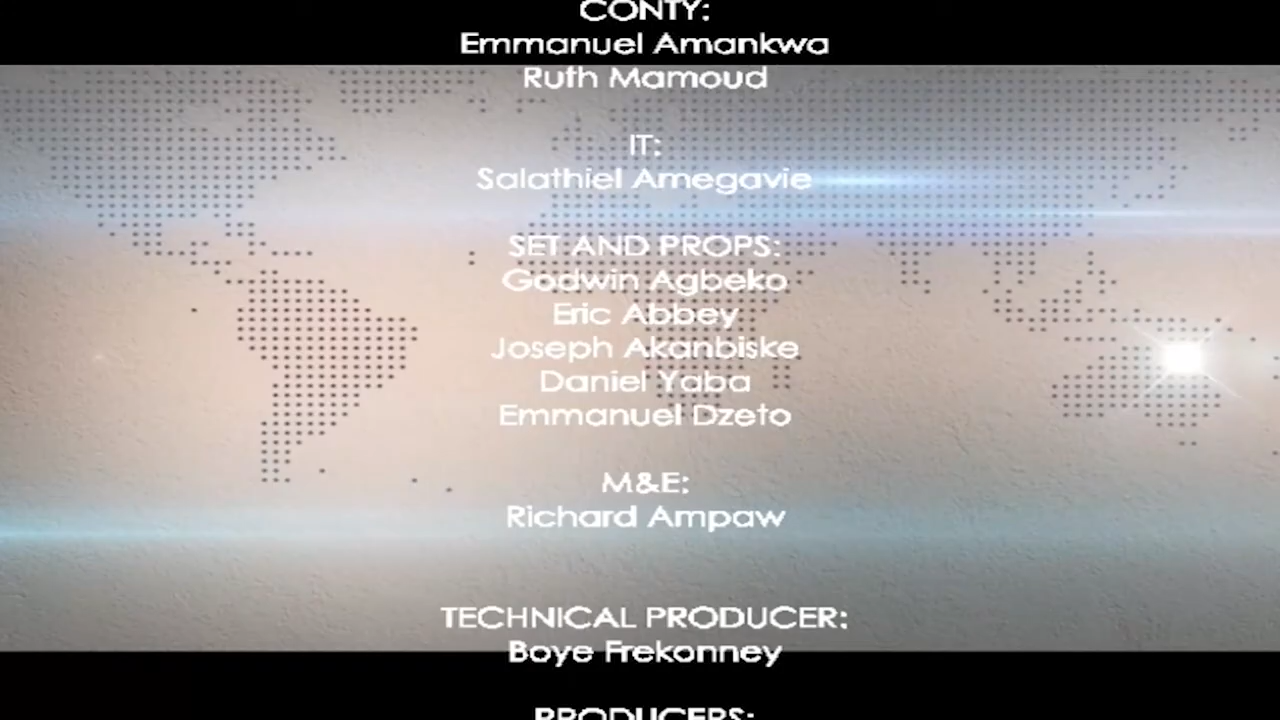 CONTY:
Emmanuel Amankwa
Ruth Mamoud
IT:
Salathiel Amegavie
SET AND PROPS:
Godwin Agbeko
Eric Abbey
Joseph Akanbiske
Daniel Yaba
Emmanuel Dzeto
M&E:
Richard Ampaw
TECHNICAL PRODUCER:
Boye Frekonney
PRODUCERS: